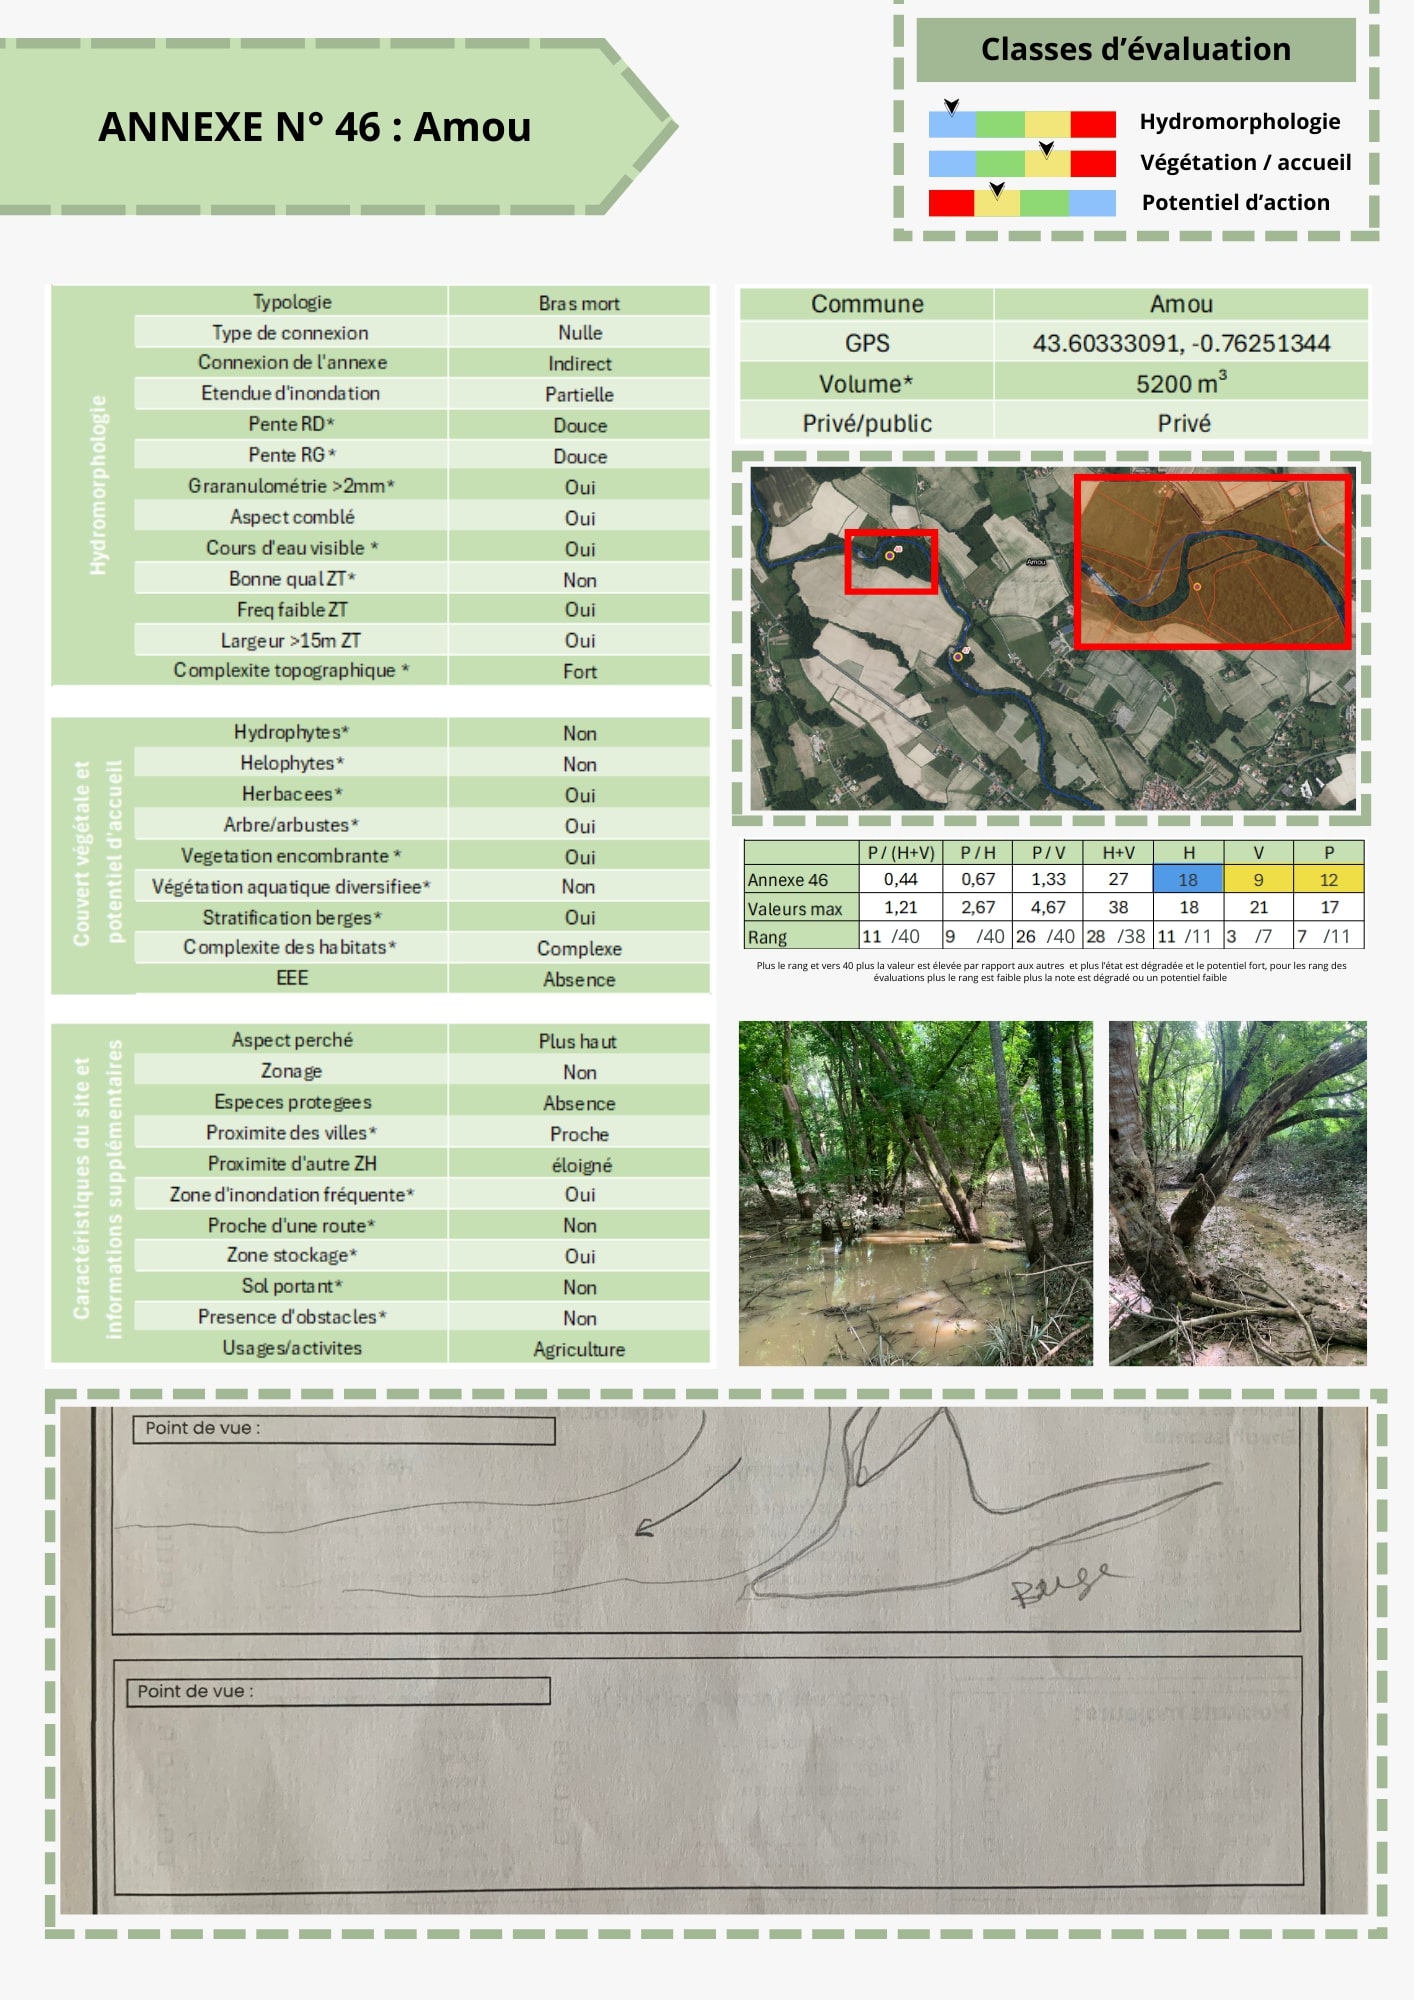 ANNEXE N° 46 : Amou
Classes d’évaluation
Hydromorphologie
Végétation / accueil
Potentiel d’action
Hydromorphologie
Typologie Bras mort
Type de connexion Nulle
Connexion de l'annexe Indirect
Etendue d'inondation Partielle
Pente RD* Douce
Pente RG* Douce
Graranulométrie >2mm* Oui
Aspect comblé Oui
Cours d'eau visible * Oui
Bonne qual ZT* Non
Freq faible ZT Oui
Largeur >15m ZT Oui
Complexite topographique * Fort
Couvert végétale et
potentiel d'accueil
Hydrophytes* Non
Helophytes* Non
Herbacees* Oui
Arbre/arbustes* Oui
Vegetation encombrante * Oui
Végétation aquatique diversifiee* Non
Stratification berges* Oui
Complexite des habitats* Complexe
EEE Absence
Caractéristiques du site et
informations supplémentaires
Aspect perché Plus haut
Zonage Non
Especes protegees Absence
Proximite des villes* Proche
Proximite d'autre ZH éloigné
Zone d'inondation fréquente* Oui
Proche d'une route* Non
Zone stockage* Oui
Sol portant* Non
Presence d'obstacles* Non
Usages/activites Agriculture
Commune Amou
GPS 43.60333091, -0.76251344
Volume* 5200 m³
Privé/public Privé
Amou
P / (H+V) P / H P / V H+V H V P
Annexe 46 0,44 0,67 1,33 27 18 9 12
Valeurs max 1,21 2,67 4,67 38 18 21 17
Rang 11 /40 9 /40 26 /40 28 /38 11 /11 3 /7 7 /11
Plus le rang et vers 40 plus la valeur est élevée par rapport aux autres et plus l’état est dégradée et le potentiel fort, pour les rang des
évaluations plus le rang est faible plus la note est dégradé ou un potentiel faible
Point de vue :
Point de vue :